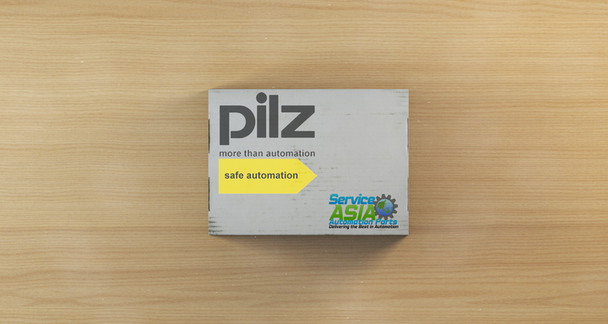 pilz
more than automation
safe automation
Service
ASIA
Automation Parts
Delivering the Best in Automation